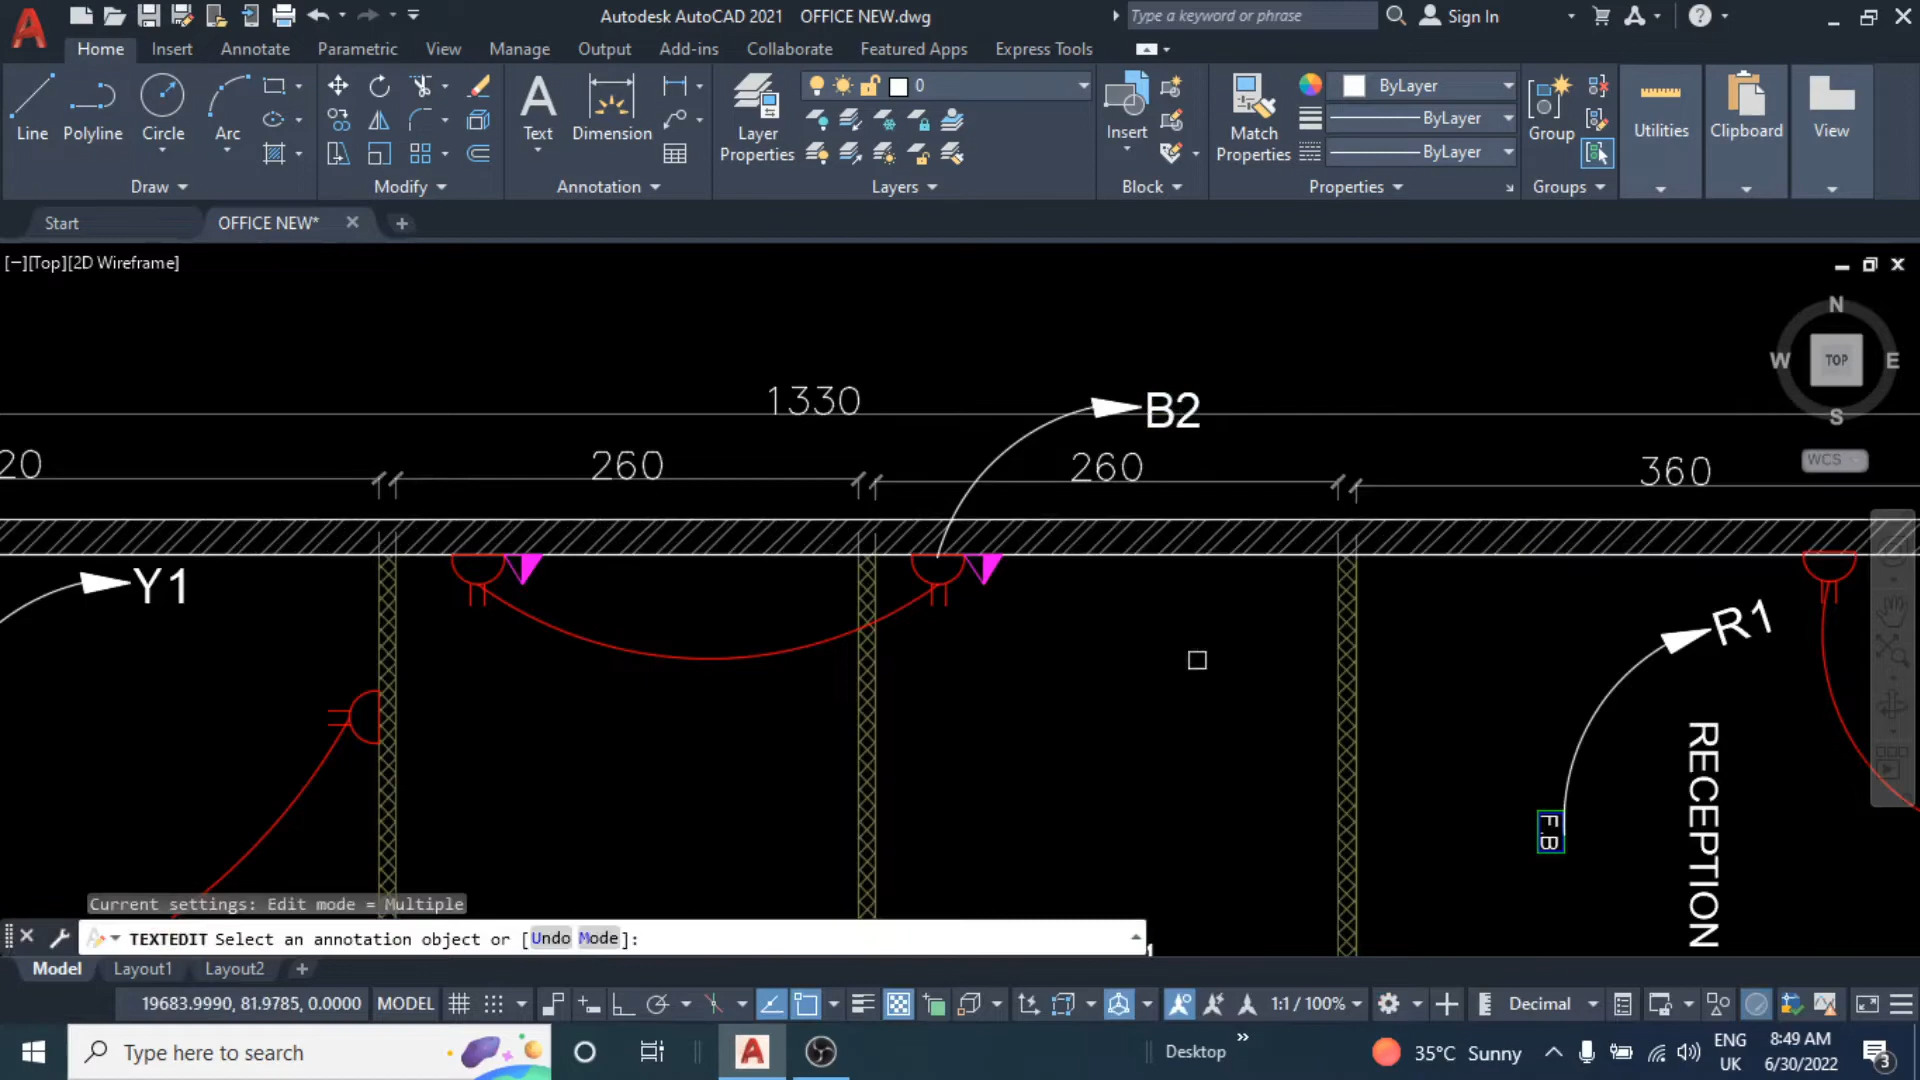 Autodesk AutoCAD 2021 OFFICE NEW.dwg
Type a keyword or phrase
Sign In
Home Insert Annotate Parametric View Manage Output Add-ins Collaborate Featured Apps Express Tools
Line Polyline Circle Arc
Draw
Modify
Text Dimension
Annotation
Layer Properties
0
Layers
Insert
Block
Match Properties
ByLayer
ByLayer
ByLayer
Properties
Group
Groups
Utilities
Clipboard
View
Start
OFFICE NEW*
[−][Top][2D Wireframe]
N
W TOP E
S
WCS
1330
B2
20
260
260
360
Y1
R1
F.B
RECEPTION
Current settings: Edit mode = Multiple
TEXTEDIT Select an annotation object or [Undo Mode]:
Model Layout1 Layout2
19683.9990, 81.9785, 0.0000 MODEL
1:1 / 100%
Decimal
Type here to search
Desktop
35°C Sunny
ENG
UK
8:49 AM
6/30/2022
3